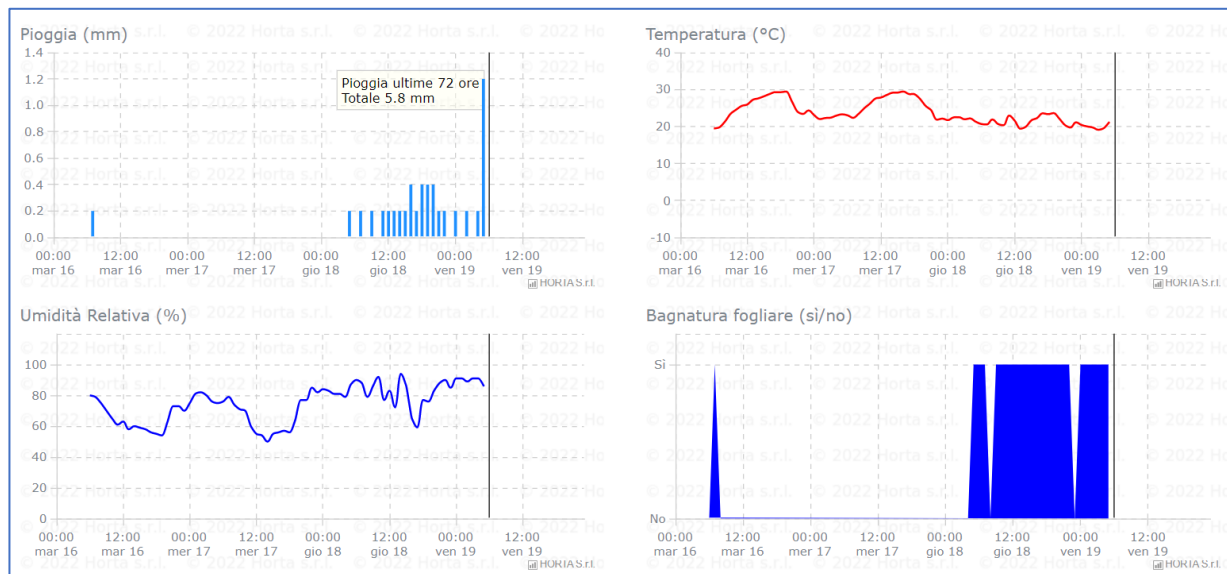 Pioggia (mm)
1.4
1.2
1.0
0.8
0.6
0.4
0.2
0.0
Pioggia ultime 72 ore
Totale 5.8 mm
00:00 12:00 00:00 12:00 00:00 12:00 00:00 12:00
mar 16 mar 16 mer 17 mer 17 gio 18 gio 18 ven 19 ven 19
HORTA S.r.l.
Temperatura (°C)
40
30
20
10
0
-10
00:00 12:00 00:00 12:00 00:00 12:00 00:00 12:00
mar 16 mar 16 mer 17 mer 17 gio 18 gio 18 ven 19 ven 19
HORTA S.r.l.
Umidità Relativa (%)
100
80
60
40
20
0
00:00 12:00 00:00 12:00 00:00 12:00 00:00 12:00
mar 16 mar 16 mer 17 mer 17 gio 18 gio 18 ven 19 ven 19
HORTA S.r.l.
Bagnatura fogliare (sì/no)
Sì
No
00:00 12:00 00:00 12:00 00:00 12:00 00:00 12:00
mar 16 mar 16 mer 17 mer 17 gio 18 gio 18 ven 19 ven 19
HORTA S.r.l.
© 2022 Horta s.r.l.